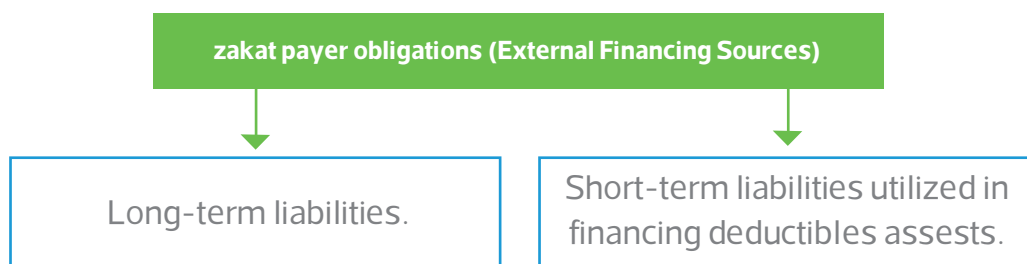 zakat payer obligations (External Financing Sources)
Long-term liabilities.
Short-term liabilities utilized in
financing deductibles assests.